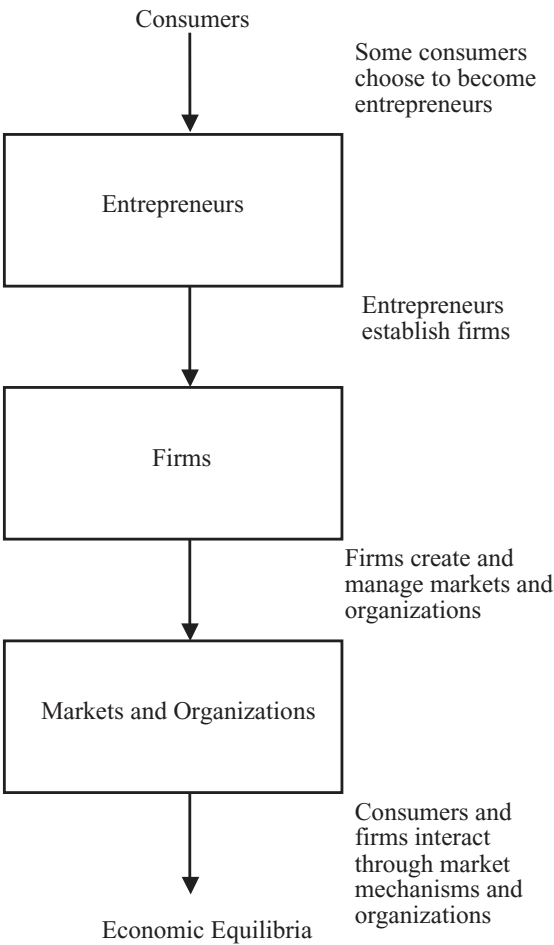 Consumers
Some consumers
choose to become
entrepreneurs
Entrepreneurs
Entrepreneurs
establish firms
Firms
Firms create and
manage markets and
organizations
Markets and Organizations
Consumers and
firms interact
through market
mechanisms and
organizations
Economic Equilibria